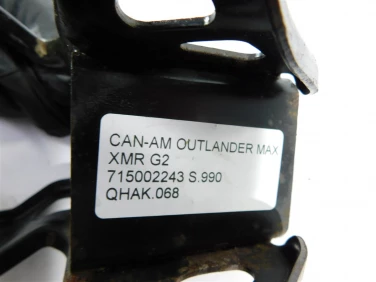 CAN-AM OUTLANDER MAX
XMR G2
715002243 S.990
QHAK.068